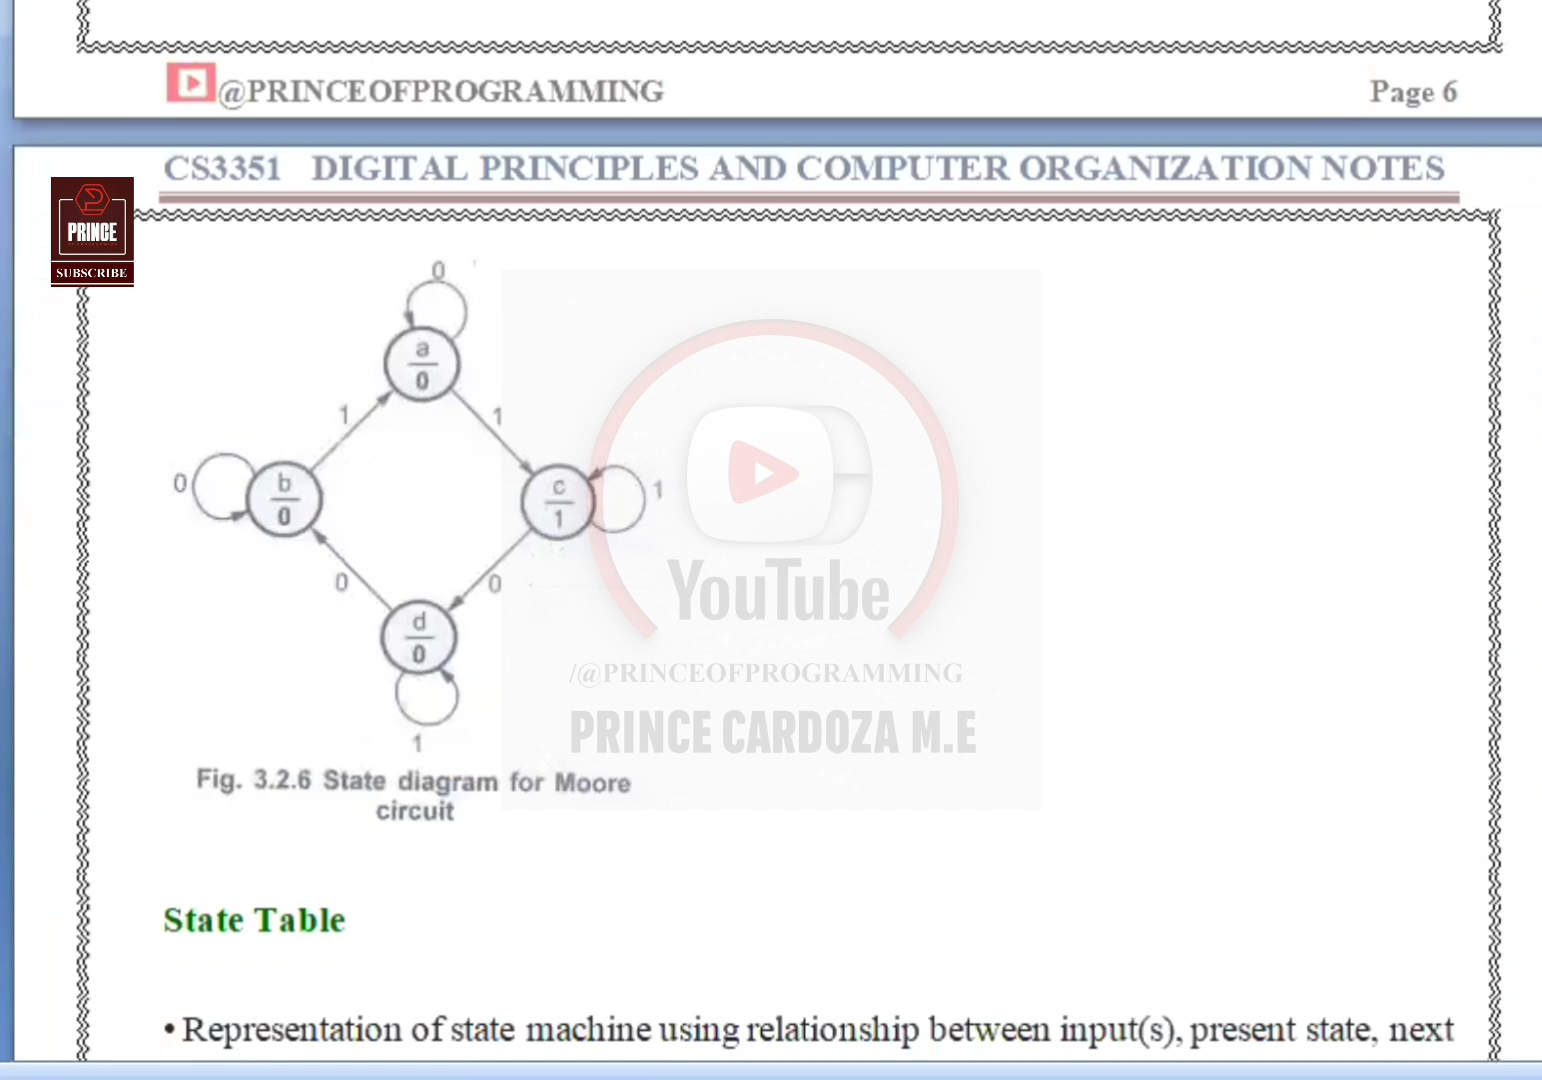 @PRINCEOFPROGRAMMING Page 6
CS3351 DIGITAL PRINCIPLES AND COMPUTER ORGANIZATION NOTES
PRINCE
SUBSCRIBE
0
a
0
1
1
0
b
0
c
1
1
0
0
d
0
1
YouTube
/@PRINCEOFPROGRAMMING
PRINCE CARDOZA M.E
Fig. 3.2.6 State diagram for Moore
circuit
State Table
• Representation of state machine using relationship between input(s), present state, next